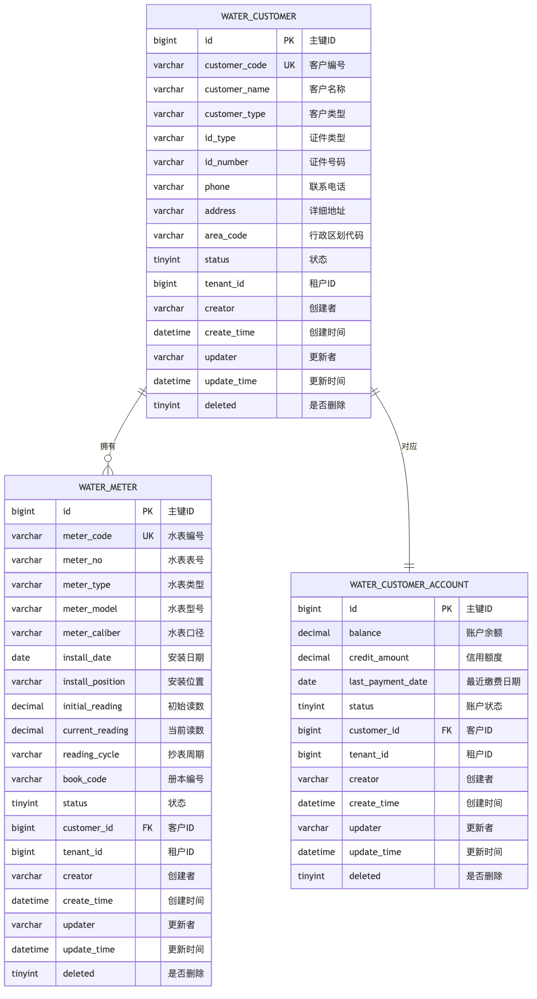 WATER_CUSTOMER
bigint id PK 主键ID
varchar customer_code UK 客户编号
varchar customer_name 客户名称
varchar customer_type 客户类型
varchar id_type 证件类型
varchar id_number 证件号码
varchar phone 联系电话
varchar address 详细地址
varchar area_code 行政区划代码
tinyint status 状态
bigint tenant_id 租户ID
varchar creator 创建者
datetime create_time 创建时间
varchar updater 更新者
datetime update_time 更新时间
tinyint deleted 是否删除
拥有
对应
WATER_METER
bigint id PK 主键ID
varchar meter_code UK 水表编号
varchar meter_no 水表表号
varchar meter_type 水表类型
varchar meter_model 水表型号
varchar meter_caliber 水表口径
date install_date 安装日期
varchar install_position 安装位置
decimal initial_reading 初始读数
decimal current_reading 当前读数
varchar reading_cycle 抄表周期
varchar book_code 册本编号
tinyint status 状态
bigint customer_id FK 客户ID
bigint tenant_id 租户ID
varchar creator 创建者
datetime create_time 创建时间
varchar updater 更新者
datetime update_time 更新时间
tinyint deleted 是否删除
WATER_CUSTOMER_ACCOUNT
bigint id PK 主键ID
decimal balance 账户余额
decimal credit_amount 信用额度
date last_payment_date 最近缴费日期
tinyint status 账户状态
bigint customer_id FK 客户ID
bigint tenant_id 租户ID
varchar creator 创建者
datetime create_time 创建时间
varchar updater 更新者
datetime update_time 更新时间
tinyint deleted 是否删除